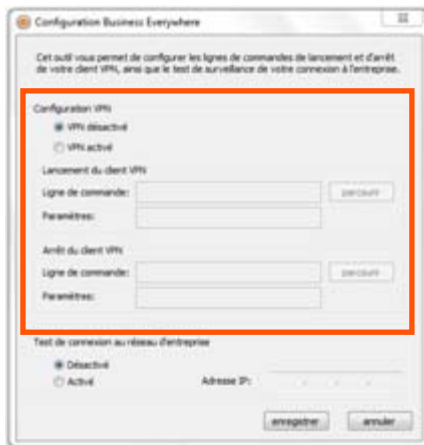 Configuration Business Everywhere
Cet outil vous permet de configurer les lignes de commandes de lancement et d'arrêt
de votre client VPN, ainsi que le test de surveillance de votre connexion à l'entreprise.
Configuration VPN
VPN désactivé
VPN activé
Lancement du client VPN
Ligne de commande: parcourir
Paramètres:
Arrêt du client VPN
Ligne de commande: parcourir
Paramètres:
Test de connexion au réseau d'entreprise
Désactivé
Activé Adresse IP:
enregistrer annuler